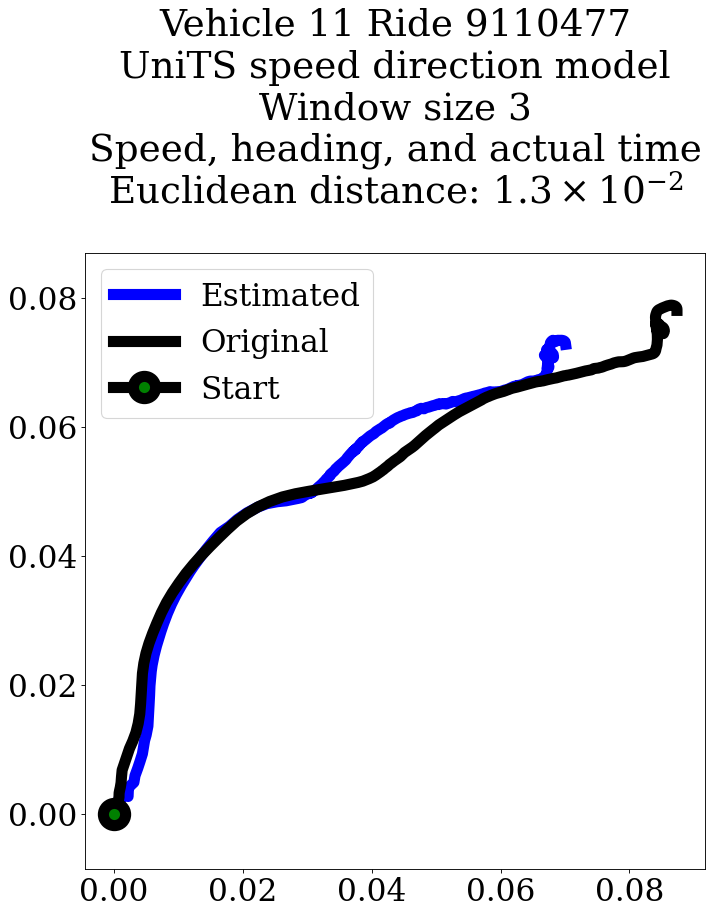 Vehicle 11 Ride 9110477
UniTS speed direction model
Window size 3
Speed, heading, and actual time
Euclidean distance: 1.3 × 10⁻²
Estimated
Original
Start
0.08
0.06
0.04
0.02
0.00
0.00 0.02 0.04 0.06 0.08